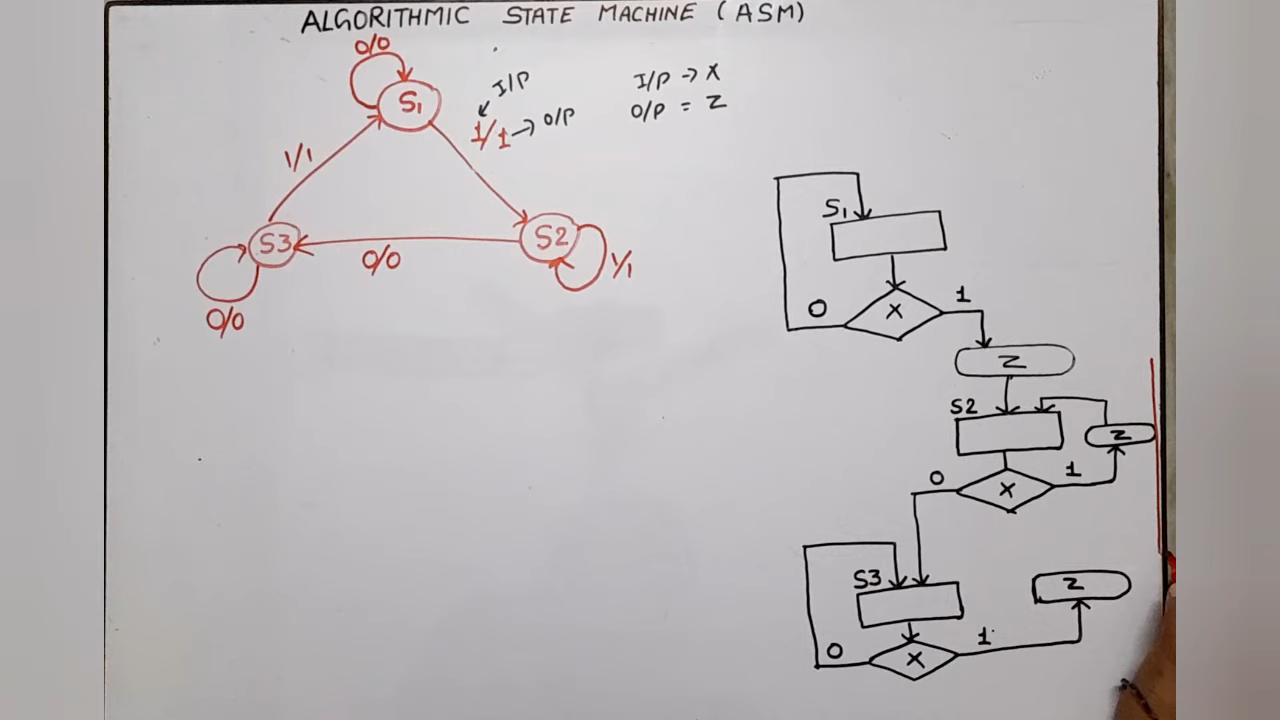 ALGORITHMIC STATE MACHINE (ASM)
0/0
S1
I/P
1/1 → O/P
I/P → X
O/P = Z
1/1
S3
0/0
S2
1/1
0/0
S1
0
X
1
Z
S2
Z
0
X
1
S3
Z
0
X
1